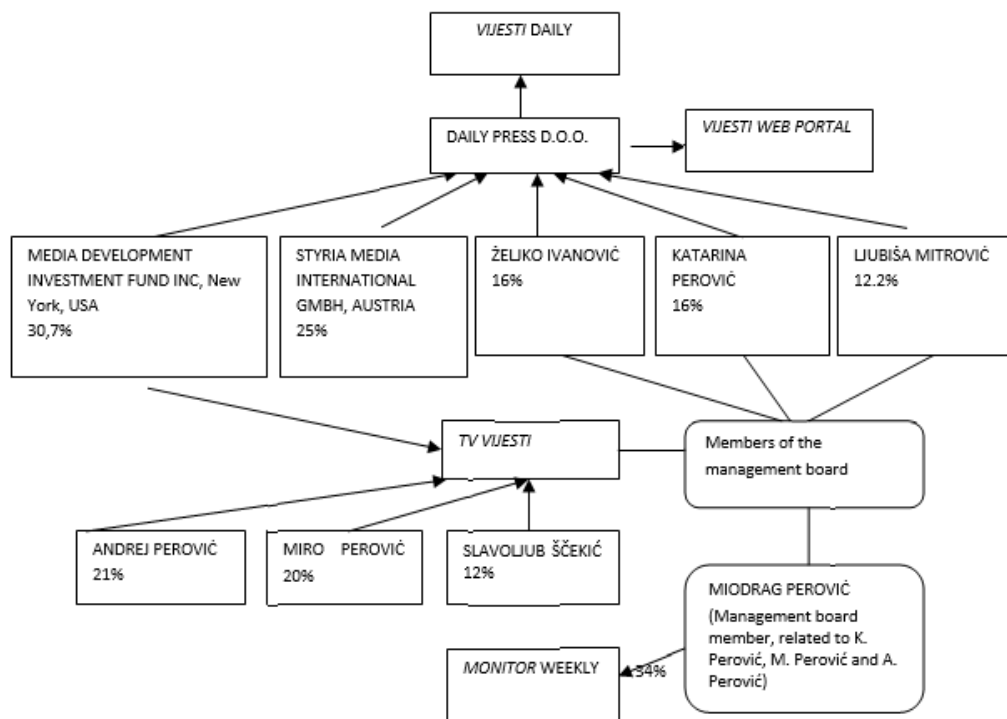 VIJESTI DAILY
DAILY PRESS D.O.O.
VIJESTI WEB PORTAL
MEDIA DEVELOPMENT
INVESTMENT FUND INC, New
York, USA
30,7%
STYRIA MEDIA
INTERNATIONAL
GMBH, AUSTRIA
25%
ŽELJKO IVANOVIĆ
16%
KATARINA
PEROVIĆ
16%
LJUBIŠA MITROVIĆ
12.2%
TV VIJESTI
Members of the
management board
ANDREJ PEROVIĆ
21%
MIRO PEROVIĆ
20%
SLAVOLJUB ŠČEKIĆ
12%
MIODRAG PEROVIĆ
(Management board
member, related to K.
Perović, M. Perović and A.
Perović)
MONITOR WEEKLY
34%